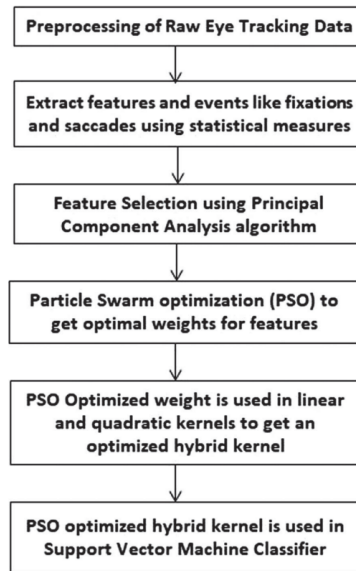 Preprocessing of Raw Eye Tracking Data
Extract features and events like fixations
and saccades using statistical measures
Feature Selection using Principal
Component Analysis algorithm
Particle Swarm optimization (PSO) to
get optimal weights for features
PSO Optimized weight is used in linear
and quadratic kernels to get an
optimized hybrid kernel
PSO optimized hybrid kernel is used in
Support Vector Machine Classifier